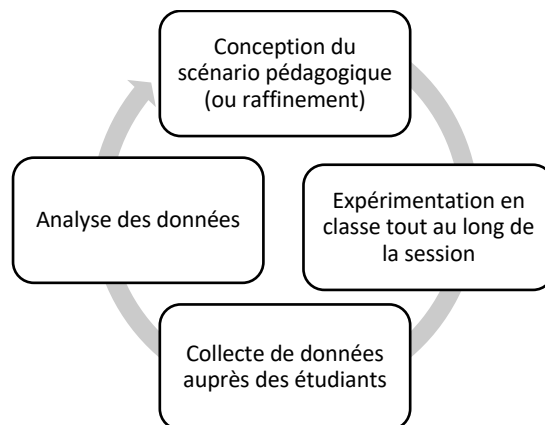 Conception du
scénario pédagogique
(ou raffinement)
Expérimentation en
classe tout au long de
la session
Collecte de données
auprès des étudiants
Analyse des données